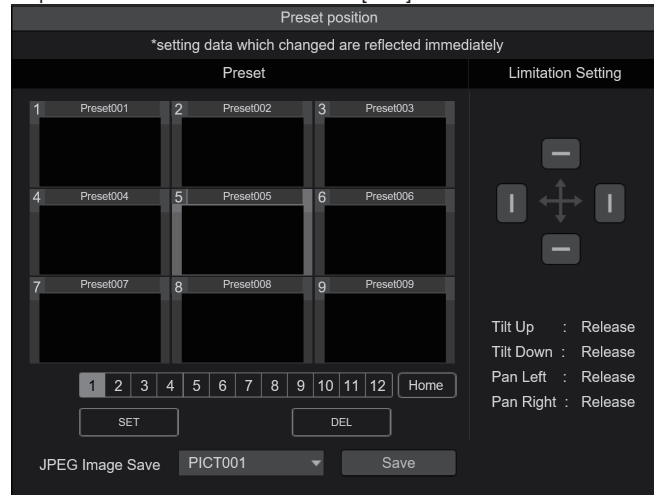 Preset position
*setting data which changed are reflected immediately
Preset
Limitation Setting
1 Preset001
2 Preset002
3 Preset003
4 Preset004
5 Preset005
6 Preset006
7 Preset007
8 Preset008
9 Preset009
1 2 3 4 5 6 7 8 9 10 11 12 Home
SET DEL
JPEG Image Save PICT001 Save
Tilt Up : Release
Tilt Down : Release
Pan Left : Release
Pan Right : Release